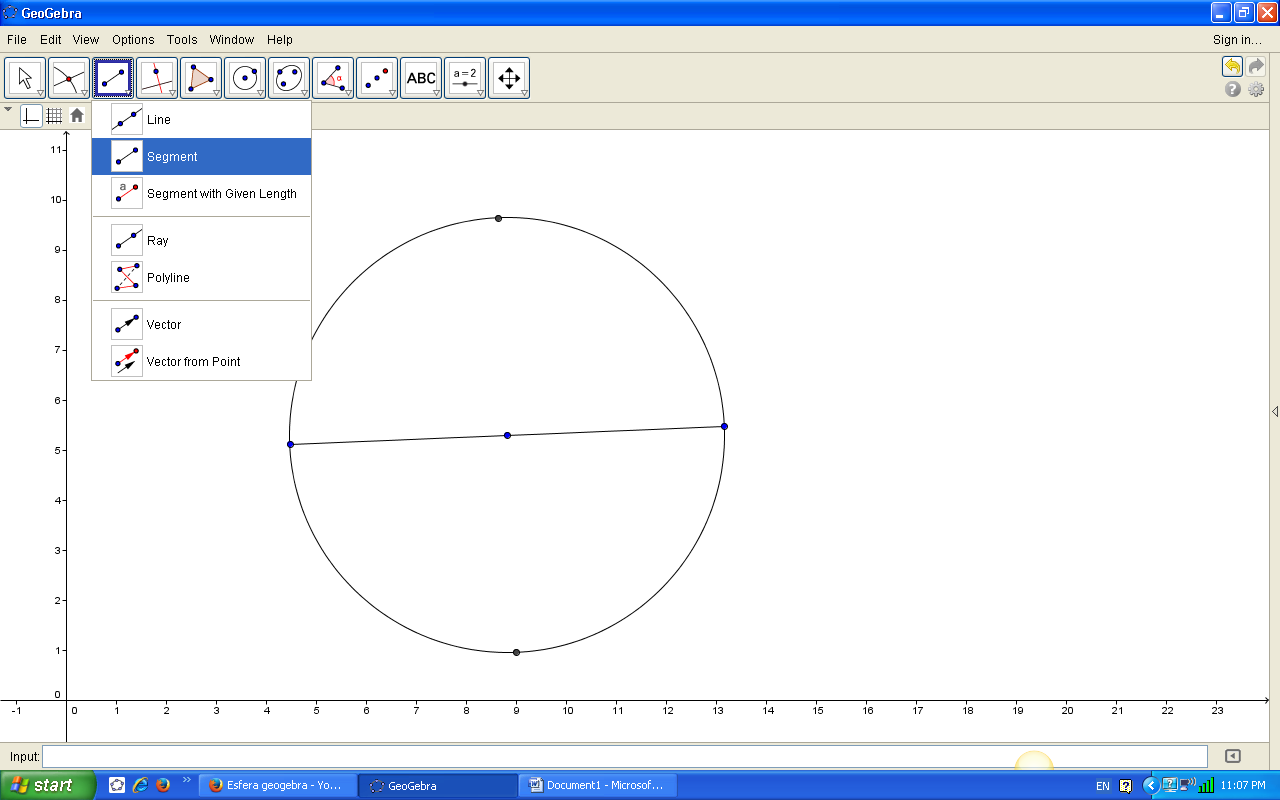 GeoGebra
File Edit View Options Tools Window Help Sign in...
α ABC a=2
Line
Segment
a
Segment with Given Length
Ray
Polyline
Vector
Vector from Point
11
10
9
8
7
6
5
4
3
2
1
0
-1 0 1 2 3 4 5 6 7 8 9 10 11 12 13 14 15 16 17 18 19 20 21 22 23
Input:
start Esfera geogebra - Yo... GeoGebra Document1 - Microsof... EN 11:07 PM